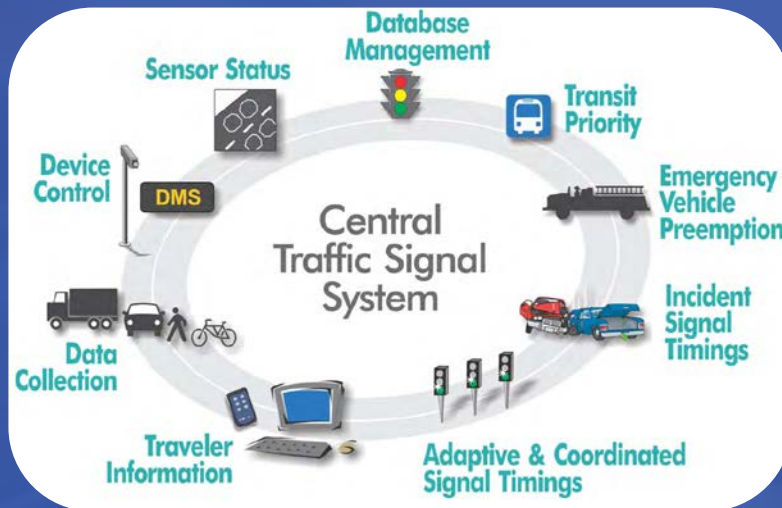 Database
Management
Transit
Priority
Emergency
Vehicle
Preemption
Incident
Signal
Timings
Adaptive & Coordinated
Signal Timings
Traveler
Information
Data
Collection
Device
Control
DMS
Sensor Status
Central
Traffic Signal
System